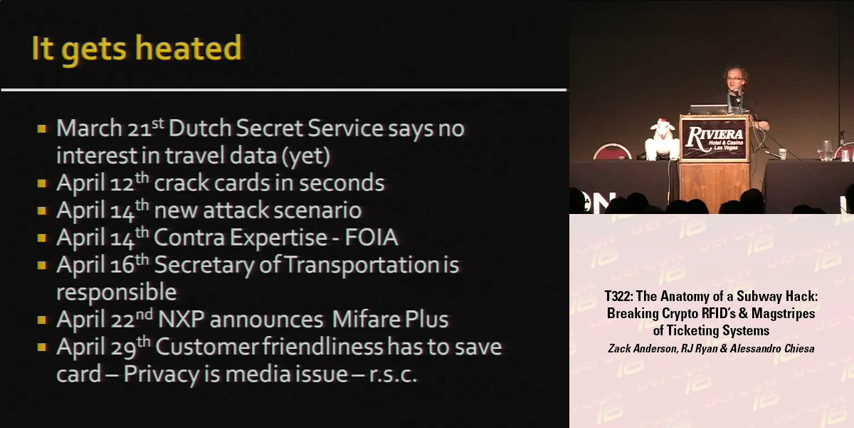 It gets heated
March 21st Dutch Secret Service says no
interest in travel data (yet)
April 12th crack cards in seconds
April 14th new attack scenario
April 14th Contra Expertise - FOIA
April 16th Secretary of Transportation is
responsible
April 22nd NXP announces Mifare Plus
April 29th Customer friendliness has to save
card – Privacy is media issue – r.s.c.
RIVIERA
Hotel & Casino
Las Vegas
T322: The Anatomy of a Subway Hack:
Breaking Crypto RFID's & Magstripes
of Ticketing Systems
Zack Anderson, RJ Ryan & Alessandro Chiesa